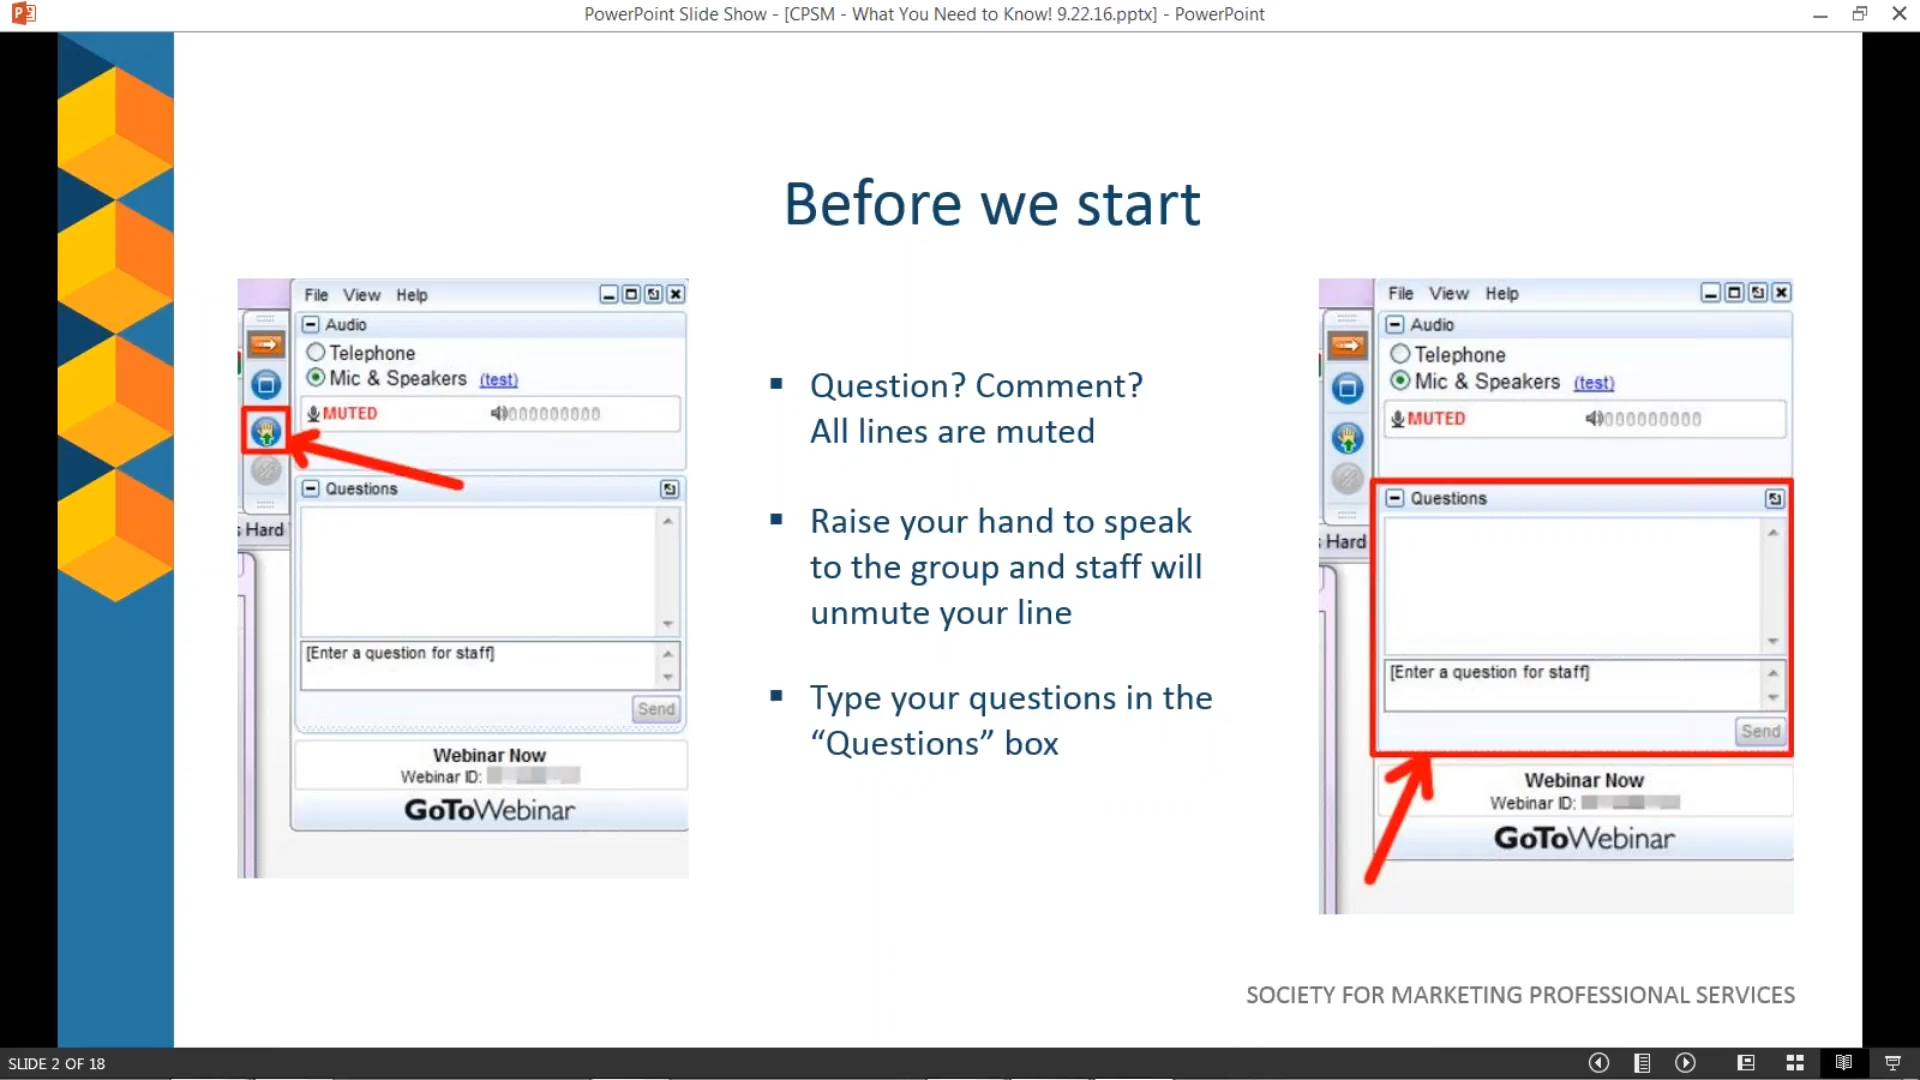 PowerPoint Slide Show - [CPSM - What You Need to Know! 9.22.16.pptx] - PowerPoint
Before we start
File View Help
Audio
Telephone
Mic & Speakers (test)
MUTED
Questions
s Hard
[Enter a question for staff]
Send
Webinar Now
Webinar ID:
GoToWebinar
Question? Comment?
All lines are muted
Raise your hand to speak
to the group and staff will
unmute your line
Type your questions in the
“Questions” box
File View Help
Audio
Telephone
Mic & Speakers (test)
MUTED
Questions
Hard
[Enter a question for staff]
Send
Webinar Now
Webinar ID:
GoToWebinar
SOCIETY FOR MARKETING PROFESSIONAL SERVICES
SLIDE 2 OF 18